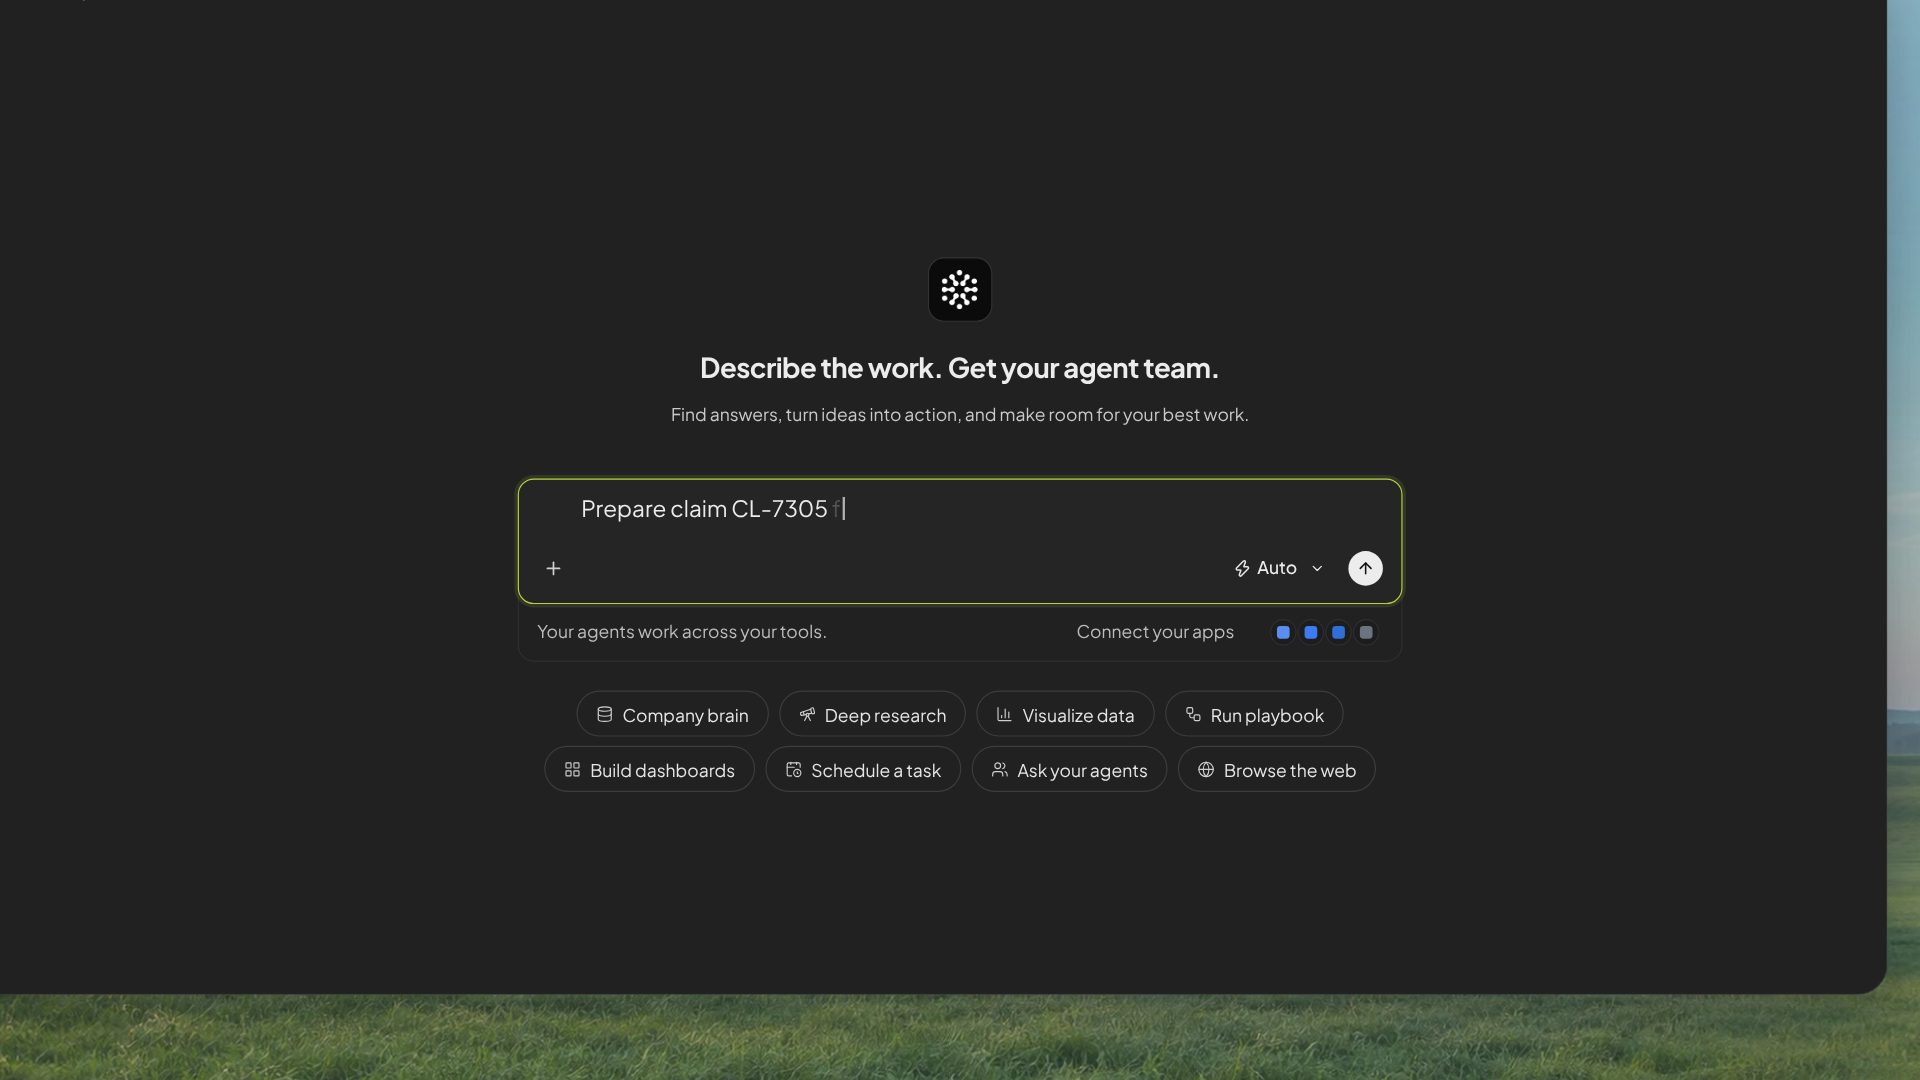 Describe the work. Get your agent team.
Find answers, turn ideas into action, and make room for your best work.
Prepare claim CL-7305 f
Auto
Your agents work across your tools.
Connect your apps
Company brain
Deep research
Visualize data
Run playbook
Build dashboards
Schedule a task
Ask your agents
Browse the web